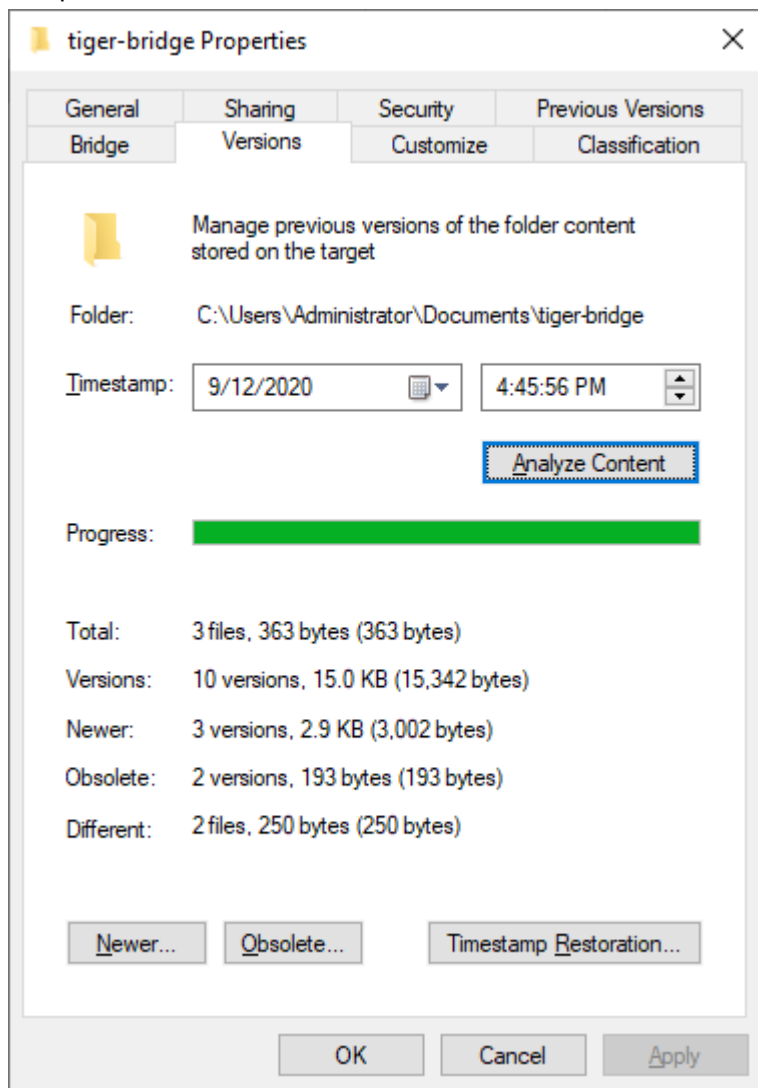 tiger-bridge Properties
General Sharing Security Previous Versions
Bridge Versions Customize Classification
Manage previous versions of the folder content
stored on the target
Folder: C:\Users\Administrator\Documents\tiger-bridge
Timestamp: 9/12/2020 4:45:56 PM
Analyze Content
Progress:
Total: 3 files, 363 bytes (363 bytes)
Versions: 10 versions, 15.0 KB (15,342 bytes)
Newer: 3 versions, 2.9 KB (3,002 bytes)
Obsolete: 2 versions, 193 bytes (193 bytes)
Different: 2 files, 250 bytes (250 bytes)
Newer... Obsolete... Timestamp Restoration...
OK Cancel Apply